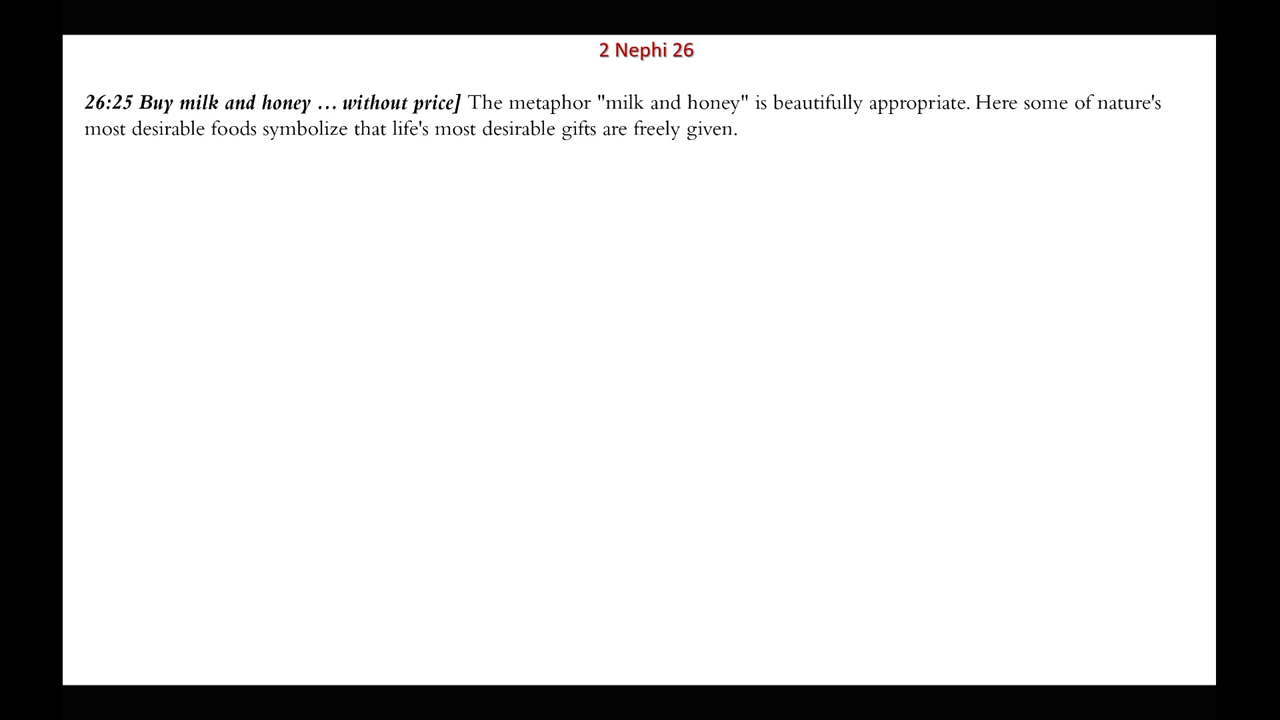 2 Nephi 26
26:25 Buy milk and honey … without price] The metaphor "milk and honey" is beautifully appropriate. Here some of nature's
most desirable foods symbolize that life's most desirable gifts are freely given.